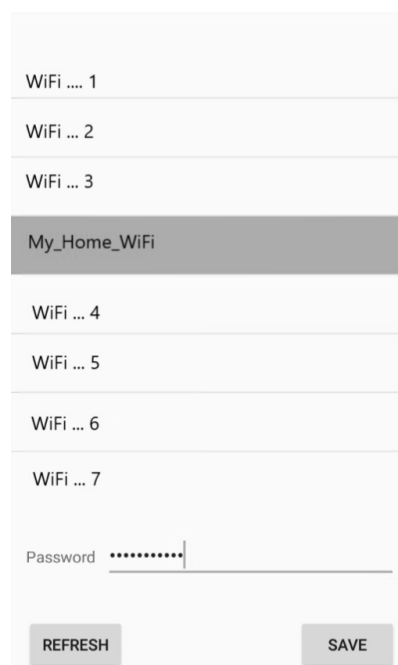 WiFi .... 1
WiFi ... 2
WiFi ... 3
My_Home_WiFi
WiFi ... 4
WiFi ... 5
WiFi ... 6
WiFi ... 7
Password •••••••••••
REFRESH SAVE